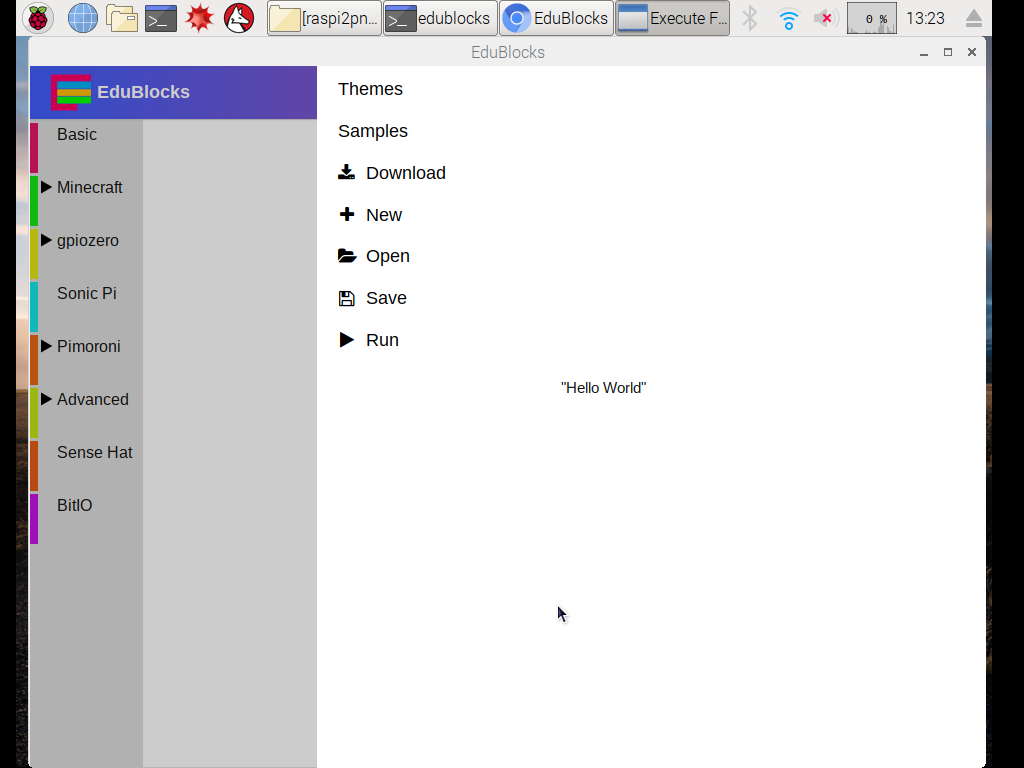 [raspi2pn... edublocks EduBlocks Execute F... 0 % 13:23
EduBlocks
EduBlocks
Themes
Samples
Download
New
Open
Save
Run
Basic
Minecraft
gpiozero
Sonic Pi
Pimoroni
Advanced
Sense Hat
BitIO
"Hello World"